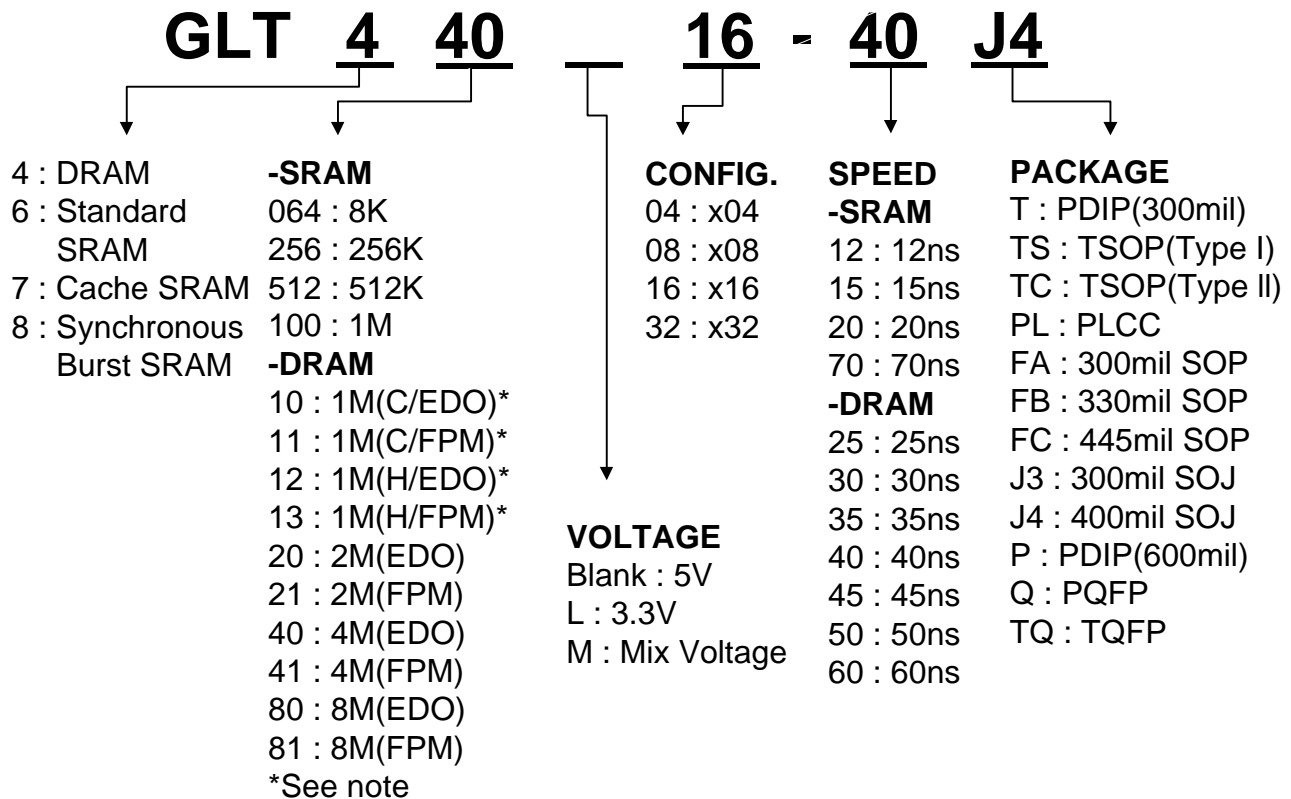 GLT 4 40 16 - 40 J4
4 : DRAM
6 : Standard
SRAM
7 : Cache SRAM
8 : Synchronous
Burst SRAM
-SRAM
064 : 8K
256 : 256K
512 : 512K
100 : 1M
-DRAM
10 : 1M(C/EDO)*
11 : 1M(C/FPM)*
12 : 1M(H/EDO)*
13 : 1M(H/FPM)*
20 : 2M(EDO)
21 : 2M(FPM)
40 : 4M(EDO)
41 : 4M(FPM)
80 : 8M(EDO)
81 : 8M(FPM)
*See note
VOLTAGE
Blank : 5V
L : 3.3V
M : Mix Voltage
CONFIG.
04 : x04
08 : x08
16 : x16
32 : x32
SPEED
-SRAM
12 : 12ns
15 : 15ns
20 : 20ns
70 : 70ns
-DRAM
25 : 25ns
30 : 30ns
35 : 35ns
40 : 40ns
45 : 45ns
50 : 50ns
60 : 60ns
PACKAGE
T : PDIP(300mil)
TS : TSOP(Type I)
TC : TSOP(Type ll)
PL : PLCC
FA : 300mil SOP
FB : 330mil SOP
FC : 445mil SOP
J3 : 300mil SOJ
J4 : 400mil SOJ
P : PDIP(600mil)
Q : PQFP
TQ : TQFP